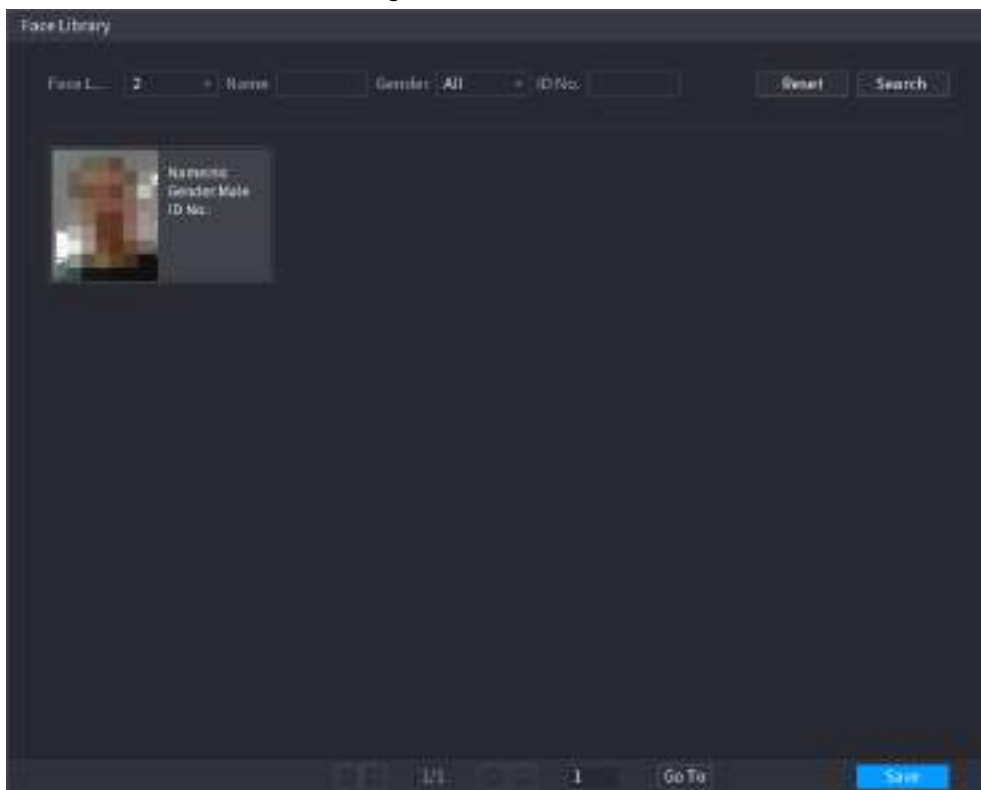 Face Library
Face L... 2 Name Gender All ID No. Reset Search
Gender:Male
ID No.:
1/1 1 Go To Save